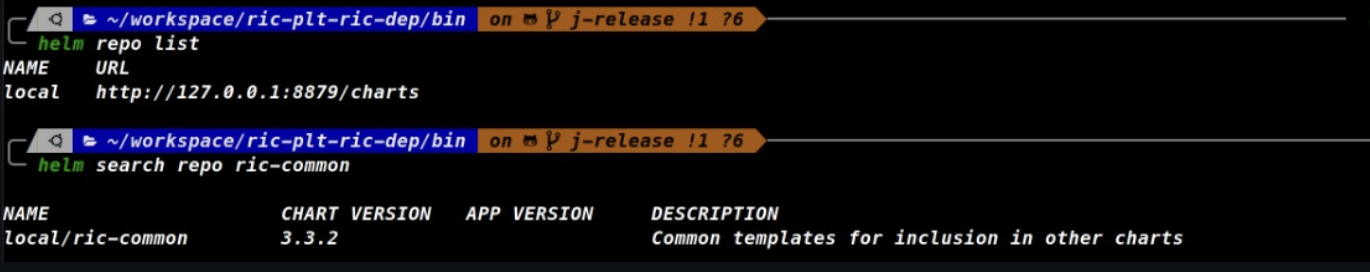 ~/workspace/ric-plt-ric-dep/bin on j-release !1 ?6
helm repo list
NAME URL
local http://127.0.0.1:8879/charts
~/workspace/ric-plt-ric-dep/bin on j-release !1 ?6
helm search repo ric-common
NAME CHART VERSION APP VERSION DESCRIPTION
local/ric-common 3.3.2 Common templates for inclusion in other charts